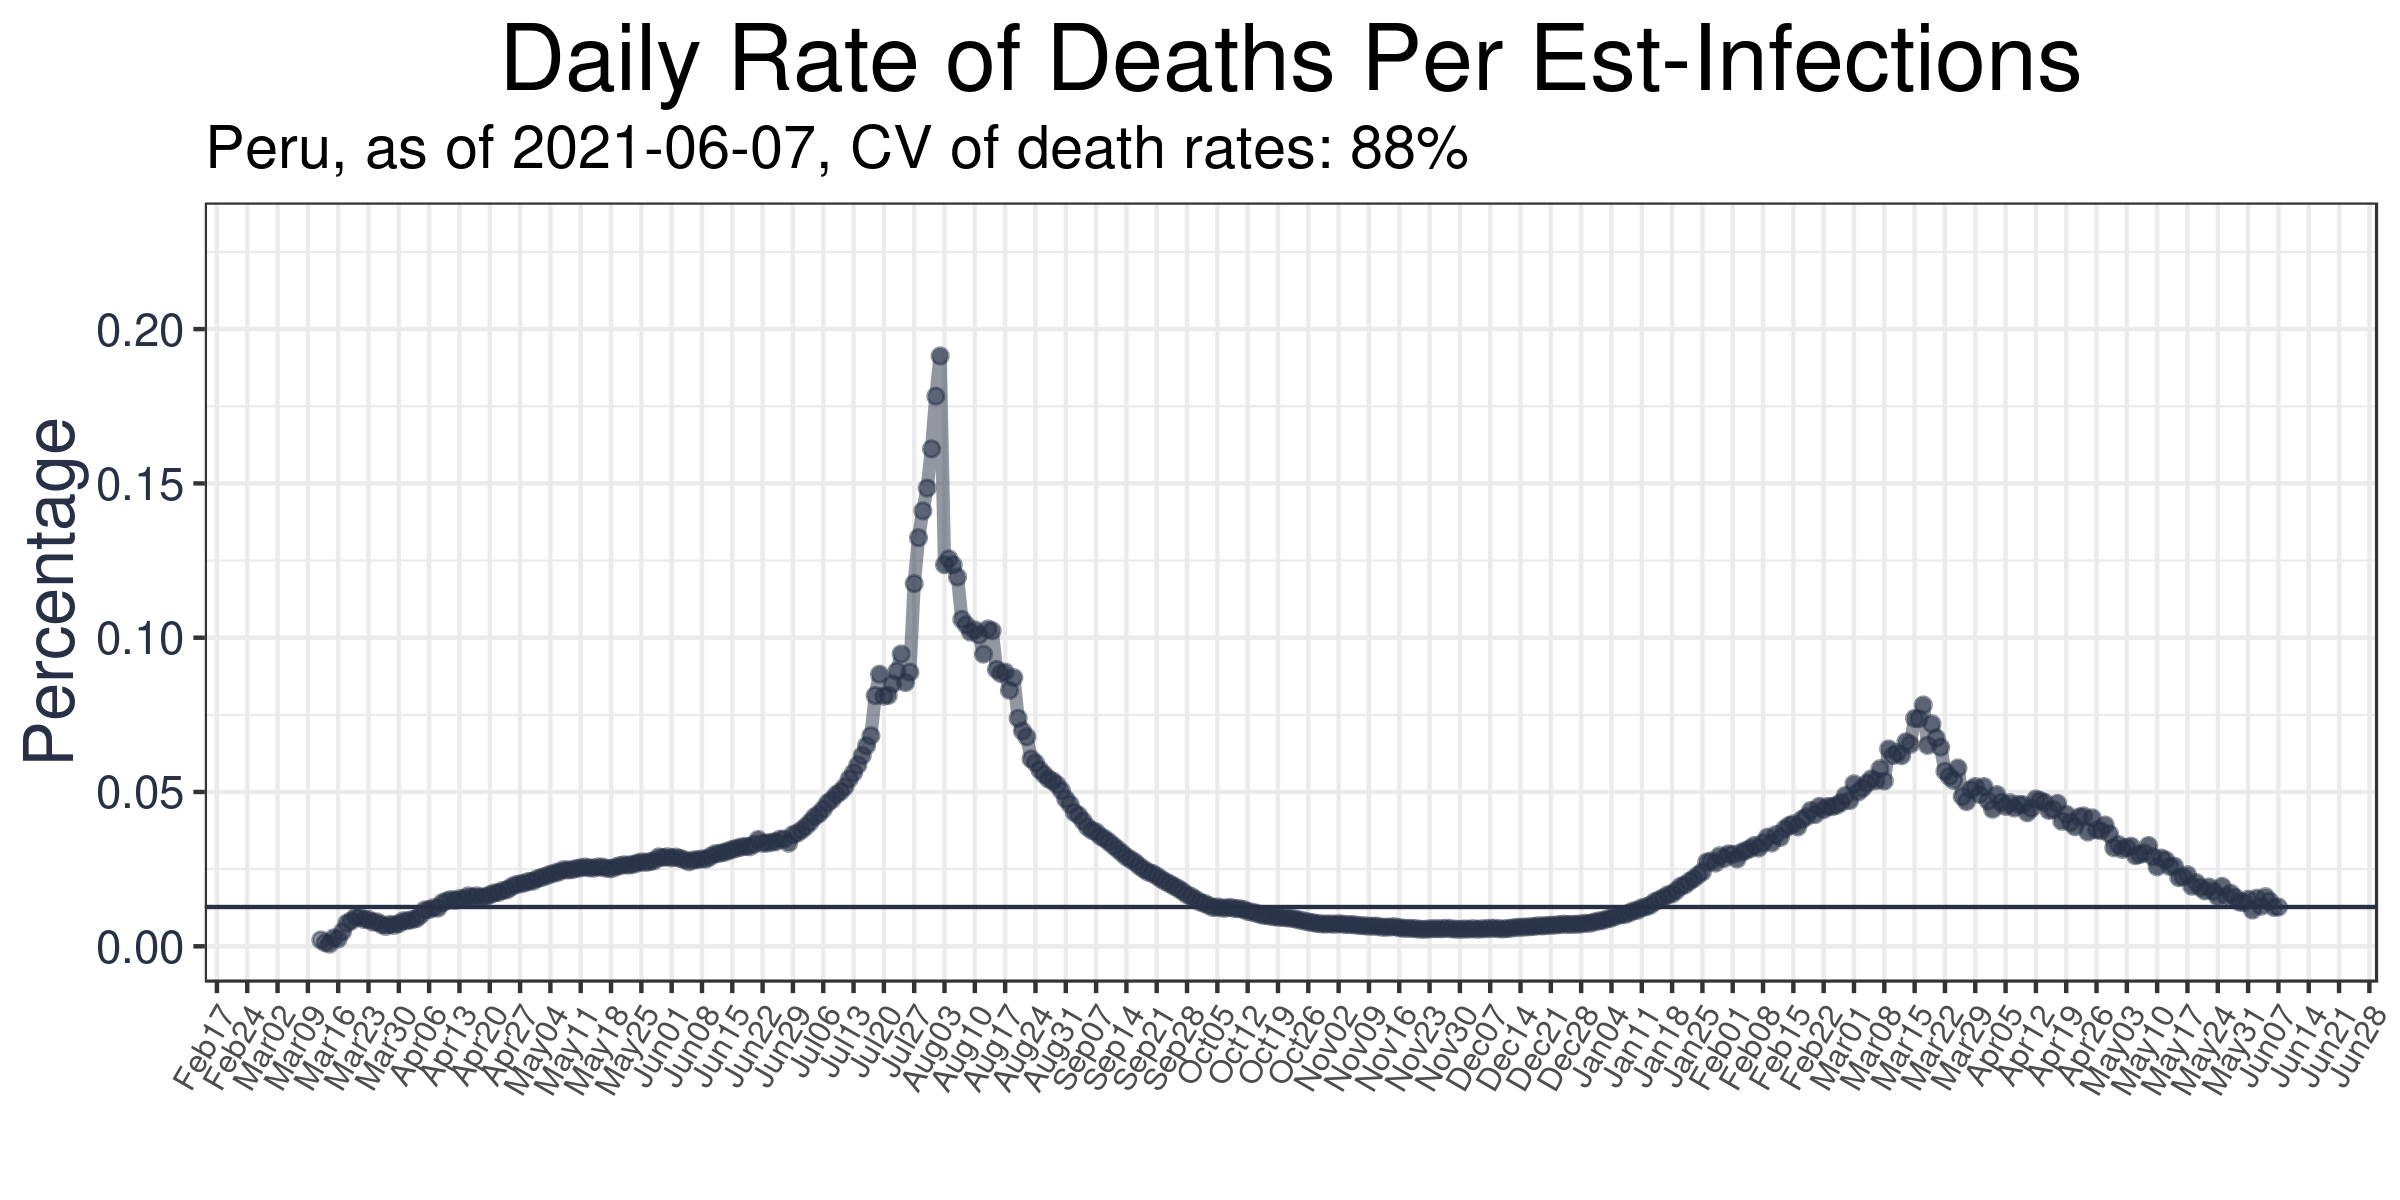 Daily Rate of Deaths Per Est-Infections
Peru, as of 2021-06-07, CV of death rates: 88%
Percentage
0.20
0.15
0.10
0.05
0.00
Feb17
Feb24
Mar02
Mar09
Mar16
Mar23
Mar30
Apr06
Apr13
Apr20
Apr27
May04
May11
May18
May25
Jun01
Jun08
Jun15
Jun22
Jun29
Jul06
Jul13
Jul20
Jul27
Aug03
Aug10
Aug17
Aug24
Aug31
Sep07
Sep14
Sep21
Sep28
Oct05
Oct12
Oct19
Oct26
Nov02
Nov09
Nov16
Nov23
Nov30
Dec07
Dec14
Dec21
Dec28
Jan04
Jan11
Jan18
Jan25
Feb01
Feb08
Feb15
Feb22
Mar01
Mar08
Mar15
Mar22
Mar29
Apr05
Apr12
Apr19
Apr26
May03
May10
May17
May24
May31
Jun07
Jun14
Jun21
Jun28